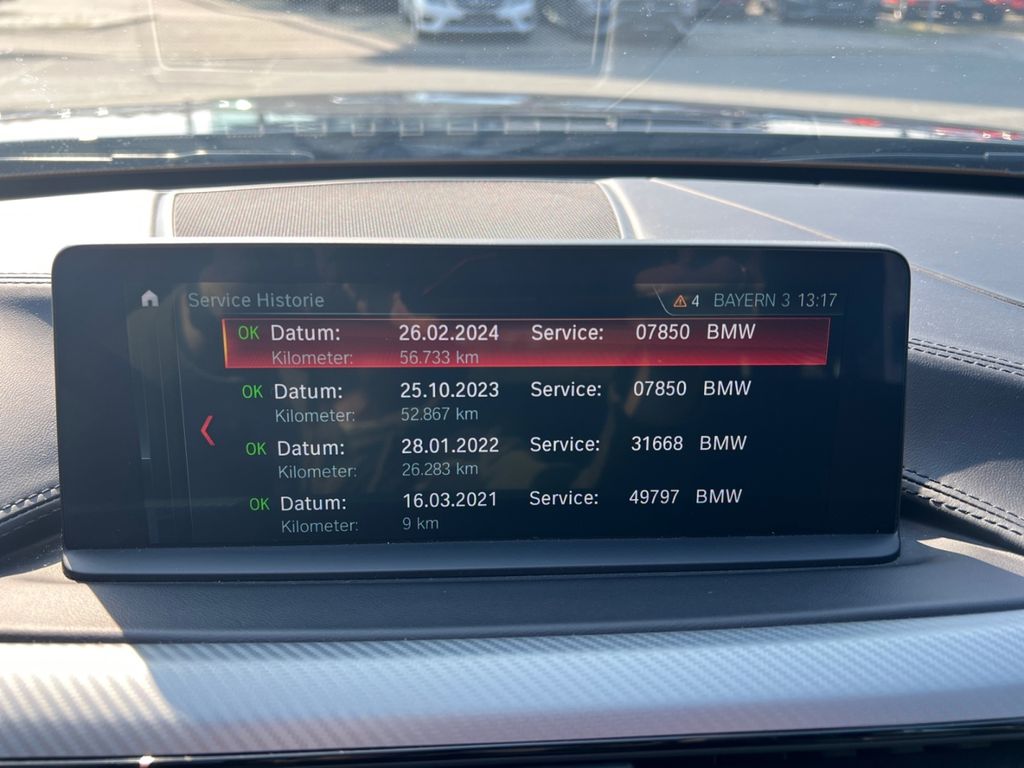 Service Historie 4 BAYERN 3 13:17
OK Datum: 26.02.2024 Service: 07850 BMW
Kilometer: 56.733 km
OK Datum: 25.10.2023 Service: 07850 BMW
Kilometer: 52.867 km
OK Datum: 28.01.2022 Service: 31668 BMW
Kilometer: 26.283 km
OK Datum: 16.03.2021 Service: 49797 BMW
Kilometer: 9 km